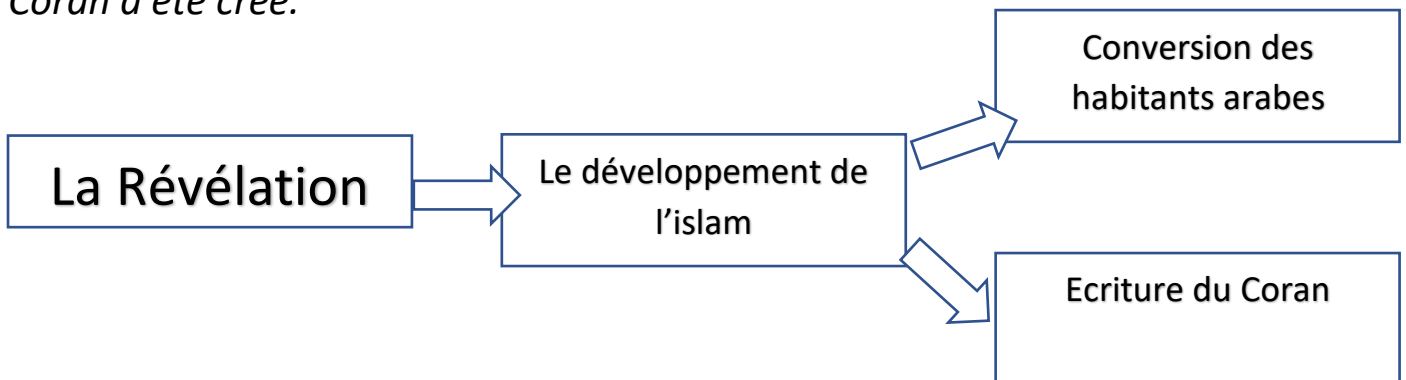 Coran a été créé.
Conversion des
habitants arabes
La Révélation
Le développement de
l'islam
Ecriture du Coran